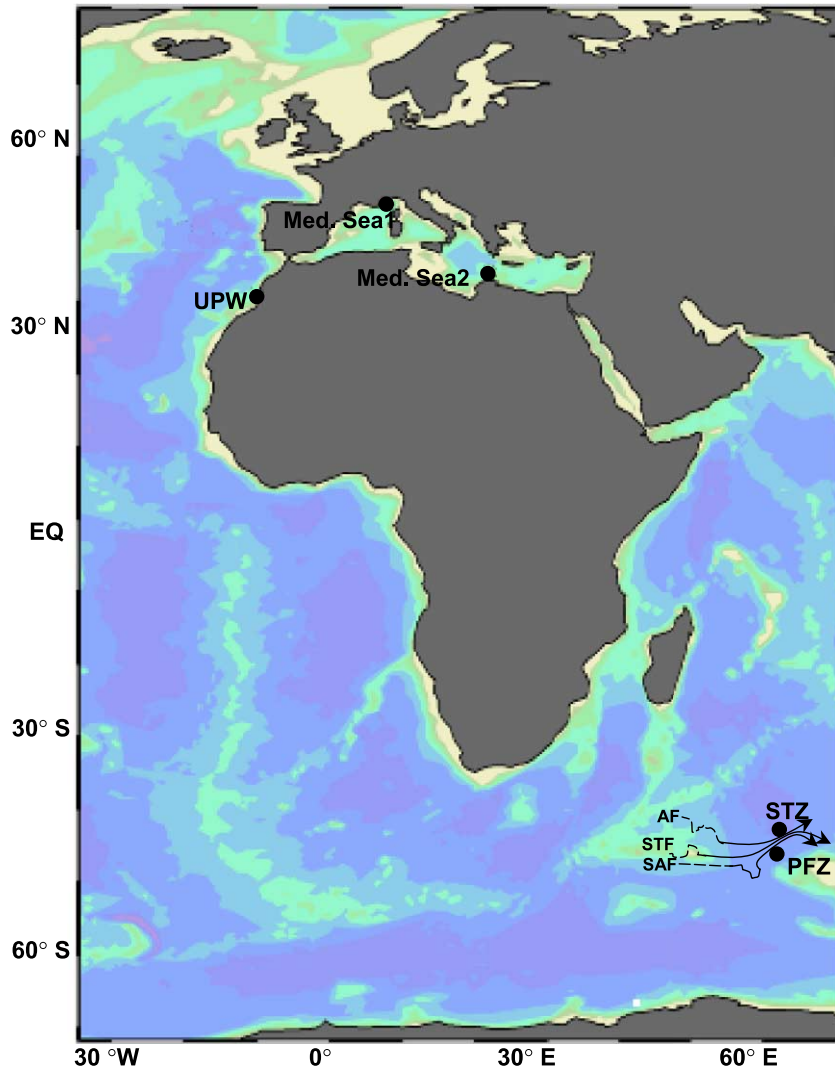 60° N
Med. Sea1
Med. Sea2
UPW
30° N
EQ
30° S
STZ
AF
STF
SAF
PFZ
60° S
30 °W
0°
30° E
60° E